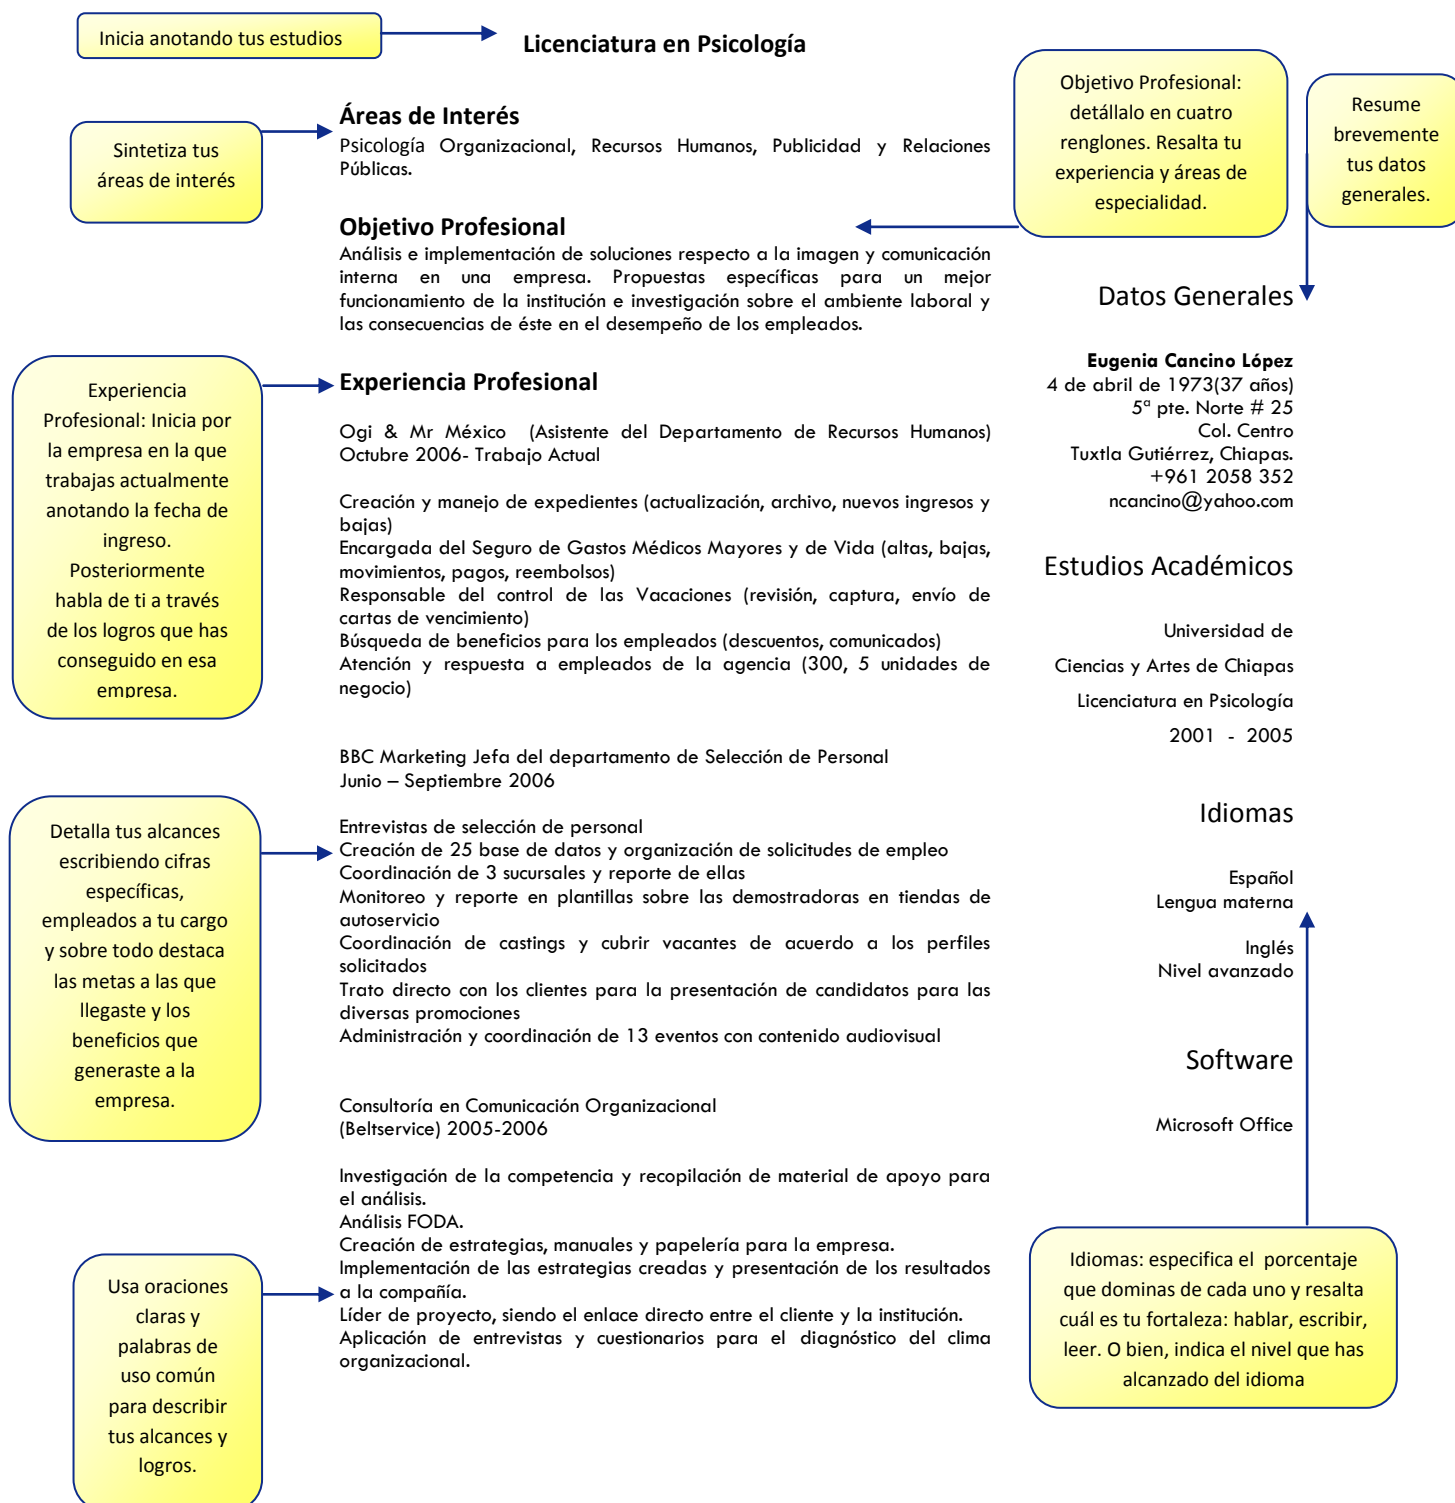 Inicia anotando tus estudios
Licenciatura en Psicología
Sintetiza tus
áreas de interés
Áreas de Interés
Psicología Organizacional, Recursos Humanos, Publicidad y Relaciones
Públicas.
Objetivo Profesional:
detállalo en cuatro
renglones. Resalta tu
experiencia y áreas de
especialidad.
Resume
brevemente
tus datos
generales.
Objetivo Profesional
Análisis e implementación de soluciones respecto a la imagen y comunicación
interna en una empresa. Propuestas específicas para un mejor
funcionamiento de la institución e investigación sobre el ambiente laboral y
las consecuencias de éste en el desempeño de los empleados.
Experiencia
Profesional: Inicia por
la empresa en la que
trabajas actualmente
anotando la fecha de
ingreso.
Posteriormente
habla de ti a través
de los logros que has
conseguido en esa
empresa.
Experiencia Profesional
Ogi & Mr México (Asistente del Departamento de Recursos Humanos)
Octubre 2006- Trabajo Actual
Creación y manejo de expedientes (actualización, archivo, nuevos ingresos y
bajas)
Encargada del Seguro de Gastos Médicos Mayores y de Vida (altas, bajas,
movimientos, pagos, reembolsos)
Responsable del control de las Vacaciones (revisión, captura, envío de
cartas de vencimiento)
Búsqueda de beneficios para los empleados (descuentos, comunicados)
Atención y respuesta a empleados de la agencia (300, 5 unidades de
negocio)
BBC Marketing Jefa del departamento de Selección de Personal
Junio – Septiembre 2006
Detalla tus alcances
escribiendo cifras
específicas,
empleados a tu cargo
y sobre todo destaca
las metas a las que
llegaste y los
beneficios que
generaste a la
empresa.
Entrevistas de selección de personal
Creación de 25 base de datos y organización de solicitudes de empleo
Coordinación de 3 sucursales y reporte de ellas
Monitoreo y reporte en plantillas sobre las demostradoras en tiendas de
autoservicio
Coordinación de castings y cubrir vacantes de acuerdo a los perfiles
solicitados
Trato directo con los clientes para la presentación de candidatos para las
diversas promociones
Administración y coordinación de 13 eventos con contenido audiovisual
Consultoría en Comunicación Organizacional
(Beltservice) 2005-2006
Investigación de la competencia y recopilación de material de apoyo para
el análisis.
Análisis FODA.
Creación de estrategias, manuales y papelería para la empresa.
Implementación de las estrategias creadas y presentación de los resultados
a la compañía.
Líder de proyecto, siendo el enlace directo entre el cliente y la institución.
Aplicación de entrevistas y cuestionarios para el diagnóstico del clima
organizacional.
Usa oraciones
claras y
palabras de
uso común
para describir
tus alcances y
logros.
Datos Generales
Eugenia Cancino López
4 de abril de 1973(37 años)
5ª pte. Norte # 25
Col. Centro
Tuxtla Gutiérrez, Chiapas.
+961 2058 352
ncancino@yahoo.com
Estudios Académicos
Universidad de
Ciencias y Artes de Chiapas
Licenciatura en Psicología
2001 - 2005
Idiomas
Español
Lengua materna
Inglés
Nivel avanzado
Software
Microsoft Office
Idiomas: especifica el porcentaje
que dominas de cada uno y resalta
cuál es tu fortaleza: hablar, escribir,
leer. O bien, indica el nivel que has
alcanzado del idioma